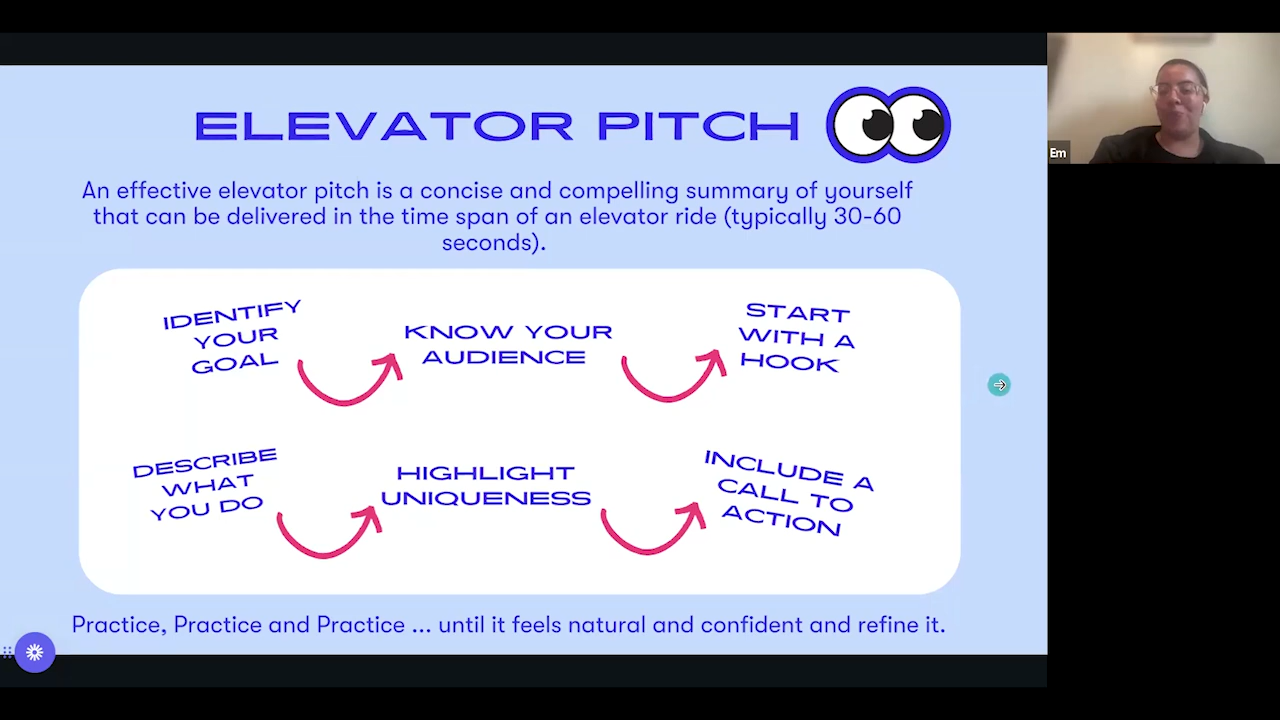 ELEVATOR PITCH
An effective elevator pitch is a concise and compelling summary of yourself
that can be delivered in the time span of an elevator ride (typically 30-60
seconds).
IDENTIFY
YOUR
GOAL
KNOW YOUR
AUDIENCE
START
WITH A
HOOK
DESCRIBE
WHAT
YOU DO
HIGHLIGHT
UNIQUENESS
INCLUDE A
CALL TO
ACTION
Practice, Practice and Practice ... until it feels natural and confident and refine it.
Em